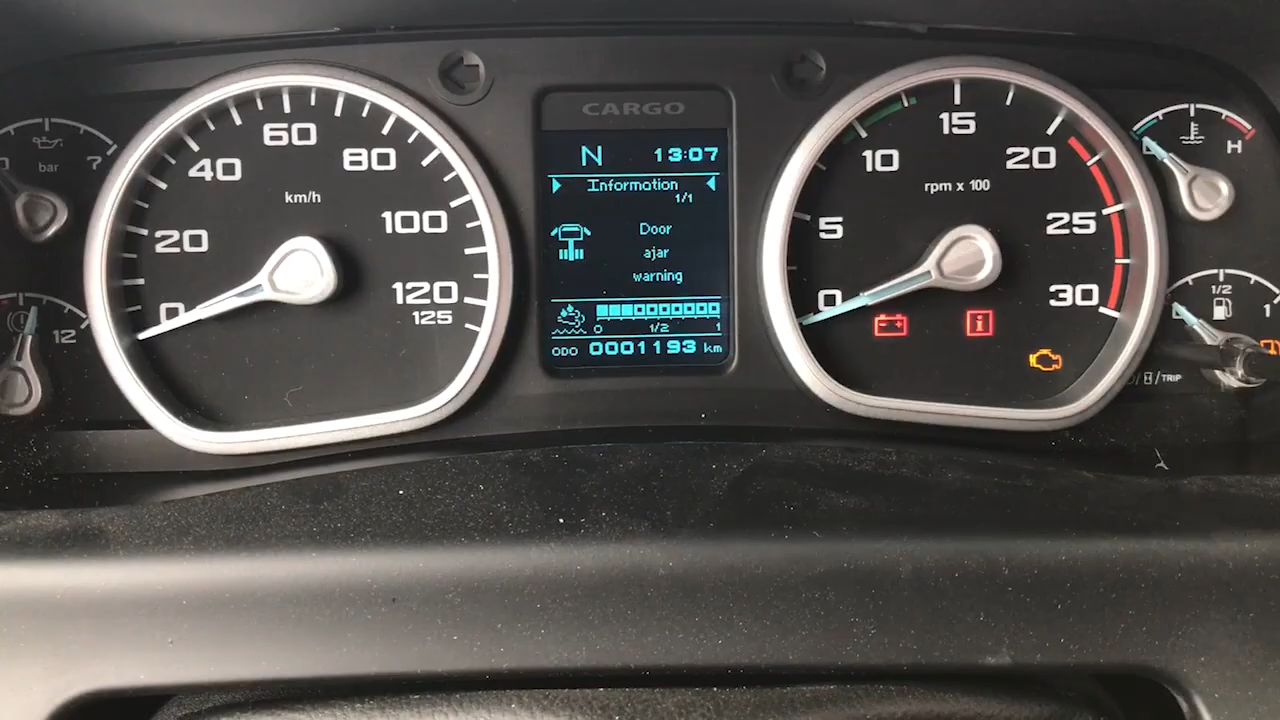 CARGO
N 13:07
Information
1/1
Door
ajar
warning
0 1/2 1
ODO 0001193 km
bar 7
12
0 20 40 60 80 100 120 125
km/h
0 5 10 15 20 25 30
rpm x 100
H
1/2 1
/TRIP